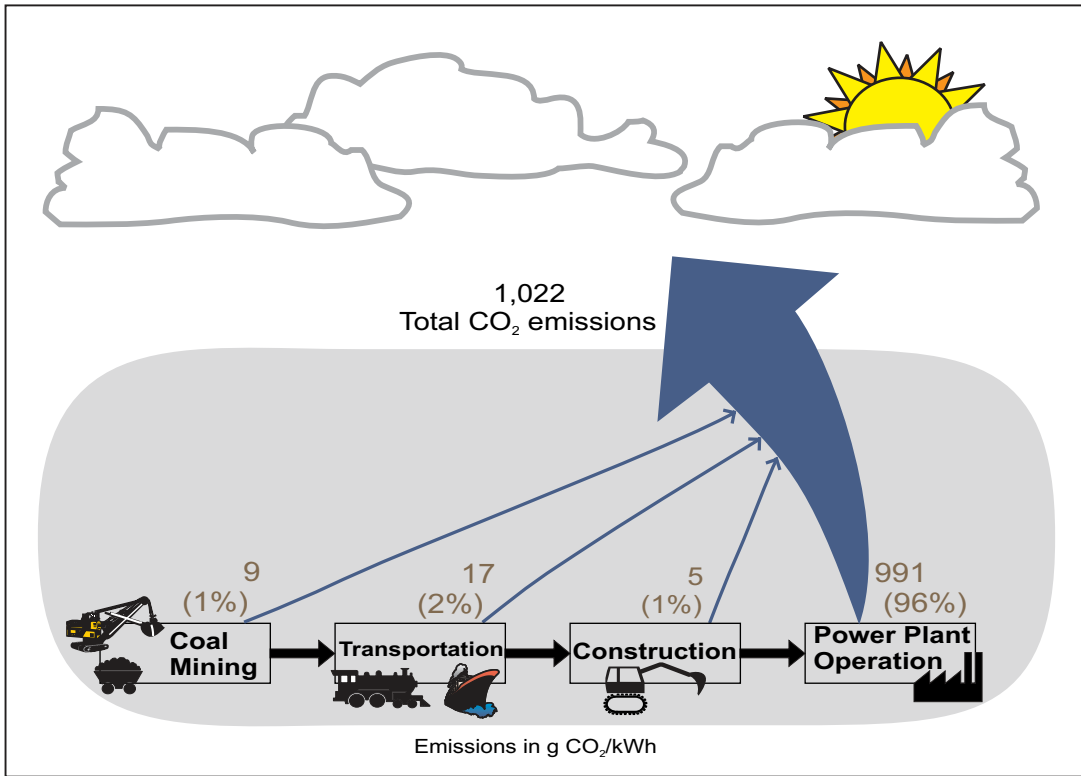 1,022
Total CO₂ emissions
9
(1%)
17
(2%)
5
(1%)
991
(96%)
Coal
Mining
Transportation
Construction
Power Plant
Operation
Emissions in g CO₂/kWh